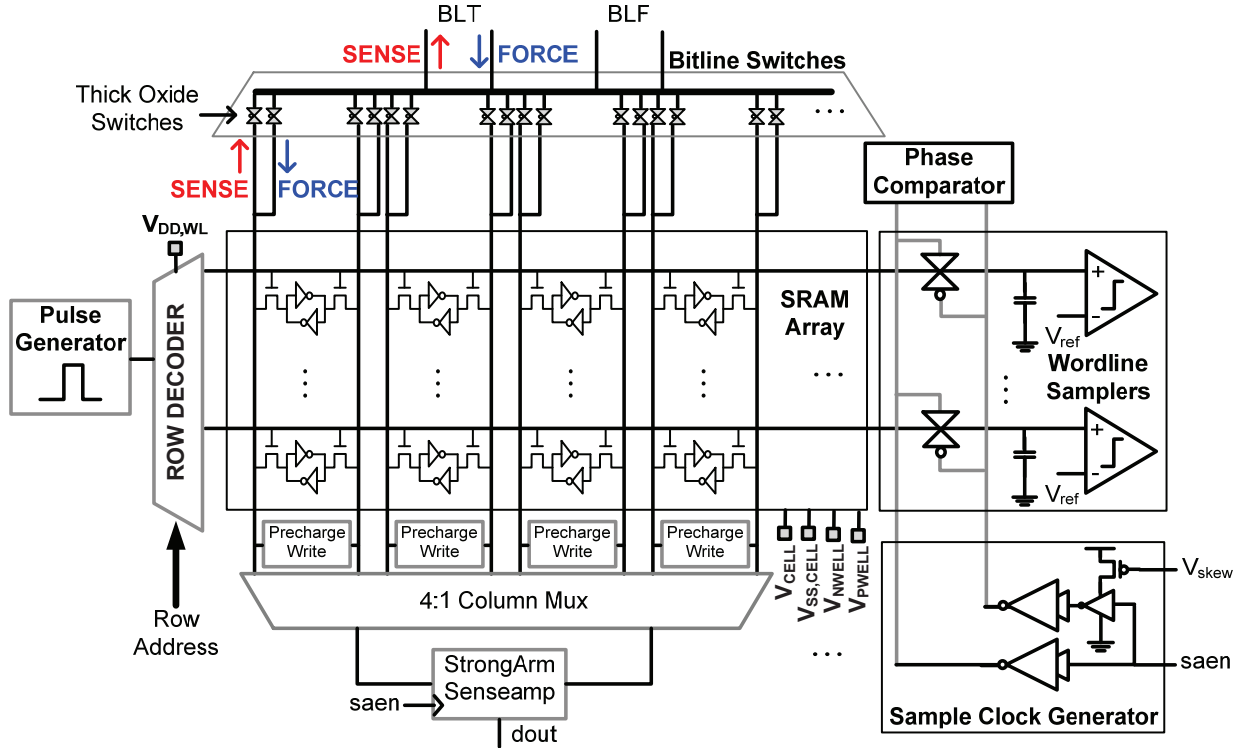 BLT
BLF
SENSE
FORCE
Bitline Switches
Thick Oxide
Switches
...
SENSE
FORCE
Phase
Comparator
VDD,WL
Pulse
Generator
ROW DECODER
SRAM
Array
Vref
Wordline
Samplers
...
...
...
...
...
...
Vref
Row
Address
Precharge
Write
Precharge
Write
Precharge
Write
Precharge
Write
VCELL
VSS,CELL
VNWELL
VPWELL
4:1 Column Mux
...
StrongArm
Senseamp
saen
dout
Vskew
saen
Sample Clock Generator